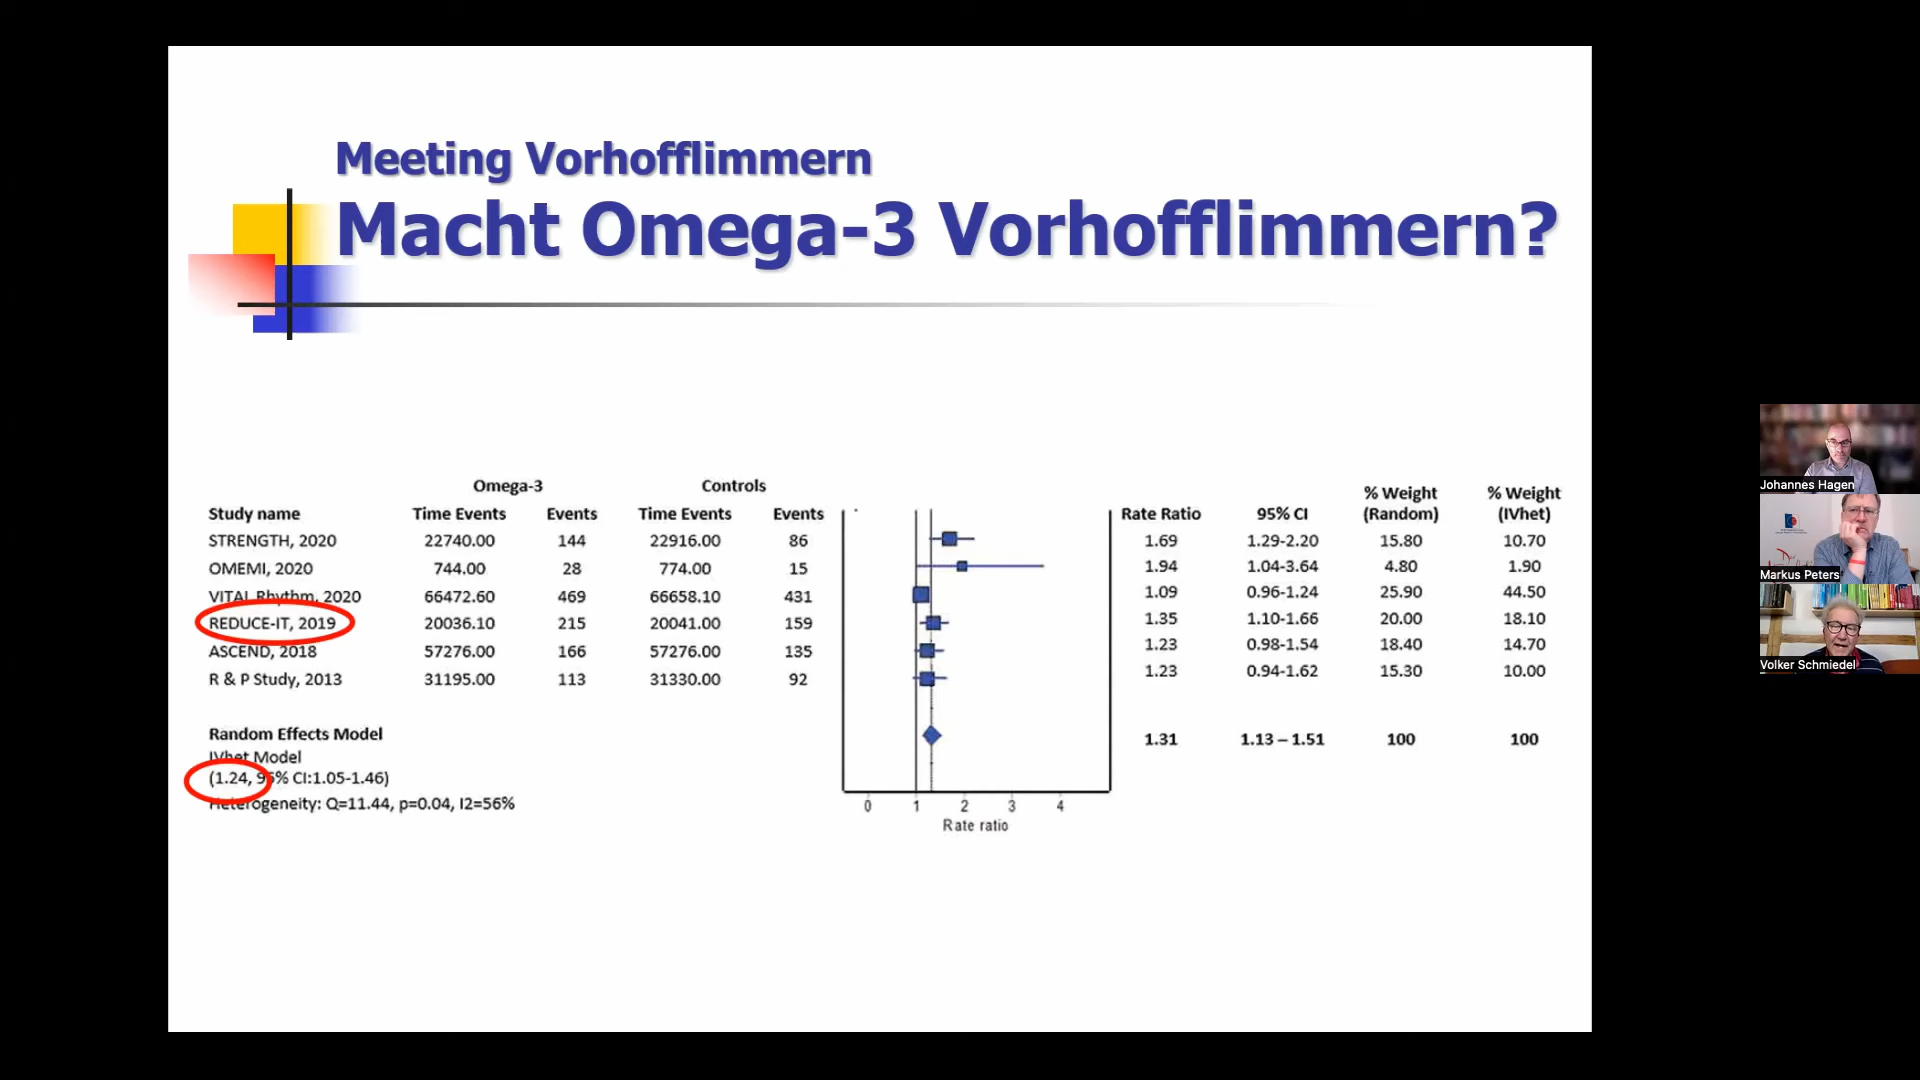 Meeting Vorhofflimmern
Macht Omega-3 Vorhofflimmern?
Omega-3 Controls % Weight % Weight
Study name Time Events Events Time Events Events Rate Ratio 95% CI (Random) (IVhet)
STRENGTH, 2020 22740.00 144 22916.00 86 1.69 1.29-2.20 15.80 10.70
OMEMI, 2020 744.00 28 774.00 15 1.94 1.04-3.64 4.80 1.90
VITAL Rhythm, 2020 66472.60 469 66658.10 431 1.09 0.96-1.24 25.90 44.50
REDUCE-IT, 2019 20036.10 215 20041.00 159 1.35 1.10-1.66 20.00 18.10
ASCEND, 2018 57276.00 166 57276.00 135 1.23 0.98-1.54 18.40 14.70
R & P Study, 2013 31195.00 113 31330.00 92 1.23 0.94-1.62 15.30 10.00
Random Effects Model 1.31 1.13 – 1.51 100 100
IVhet Model
(1.24, 95% CI:1.05-1.46)
Heterogeneity: Q=11.44, p=0.04, I2=56%
0 1 2 3 4
Rate ratio
Johannes Hagen
Markus Peters
Volker Schmiedel